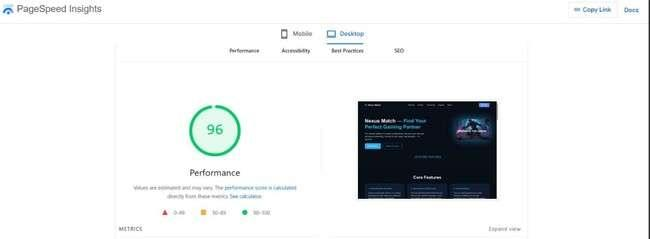 PageSpeed Insights
Copy Link
Docs
Mobile
Desktop
Performance
Accessibility
Best Practices
SEO
96
Performance
Values are estimated and may vary. The performance score is calculated
directly from these metrics. See calculator.
0-49
50-89
90-100
Nexus Match — Find Your
Perfect Gaming Partner
Core Features
METRICS
Expand view